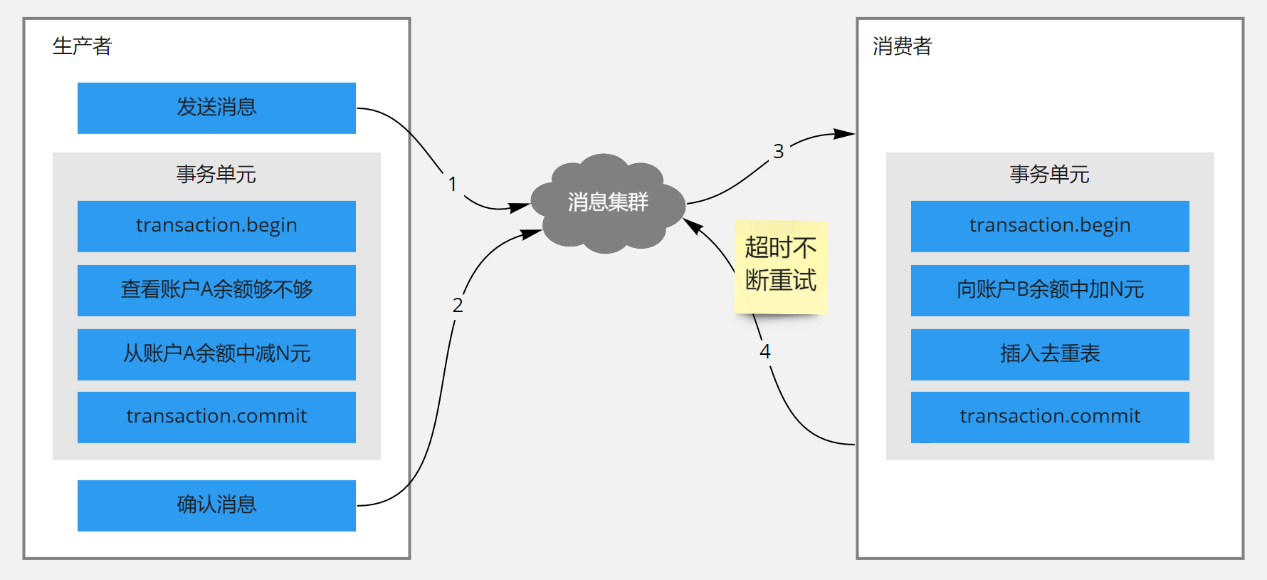 生产者
发送消息
事务单元
transaction.begin
查看账户A余额够不够
从账户A余额中减N元
transaction.commit
确认消息
1
2
消息集群
3
超时不
断重试
4
消费者
事务单元
transaction.begin
向账户B余额中加N元
插入去重表
transaction.commit